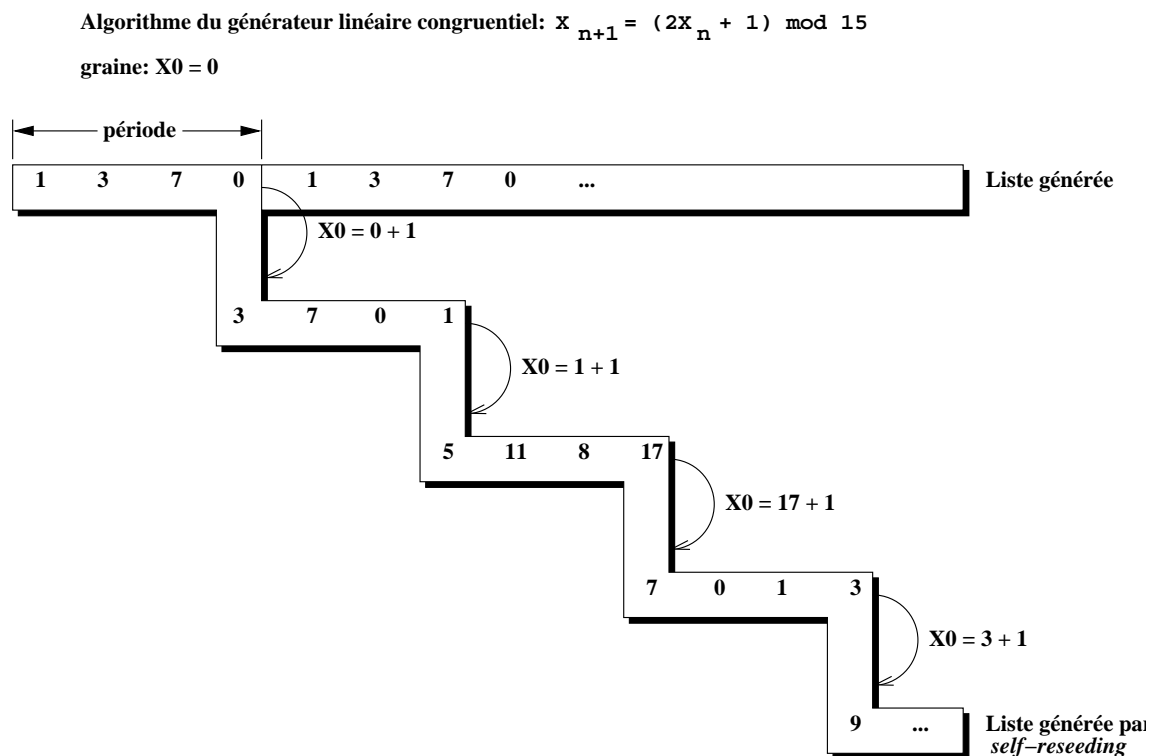 Algorithme du générateur linéaire congruentiel: X n+1 = (2X n + 1) mod 15
graine: X0 = 0
période
1 3 7 0 1 3 7 0 ... Liste générée
X0 = 0 + 1
3 7 0 1
X0 = 1 + 1
5 11 8 17
X0 = 17 + 1
7 0 1 3
X0 = 3 + 1
9 ... Liste générée
self-reseeding